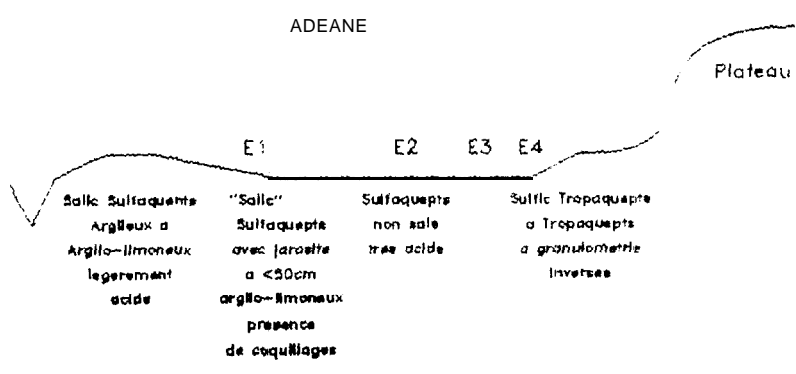 ADEANE
Plateau
E1
E2
E3
E4
Salic Sulfaquents
Argileux a
Argilo-limoneux
legerement
acide
"Salic"
Sulfaquepts
avec jarosite
a <50cm
argilo-limoneux
presence
de coquillages
Sulfaquepts
non sale
tres acide
Sulfic Tropaquepts
a Tropaquepts
a granulometrie
inversee